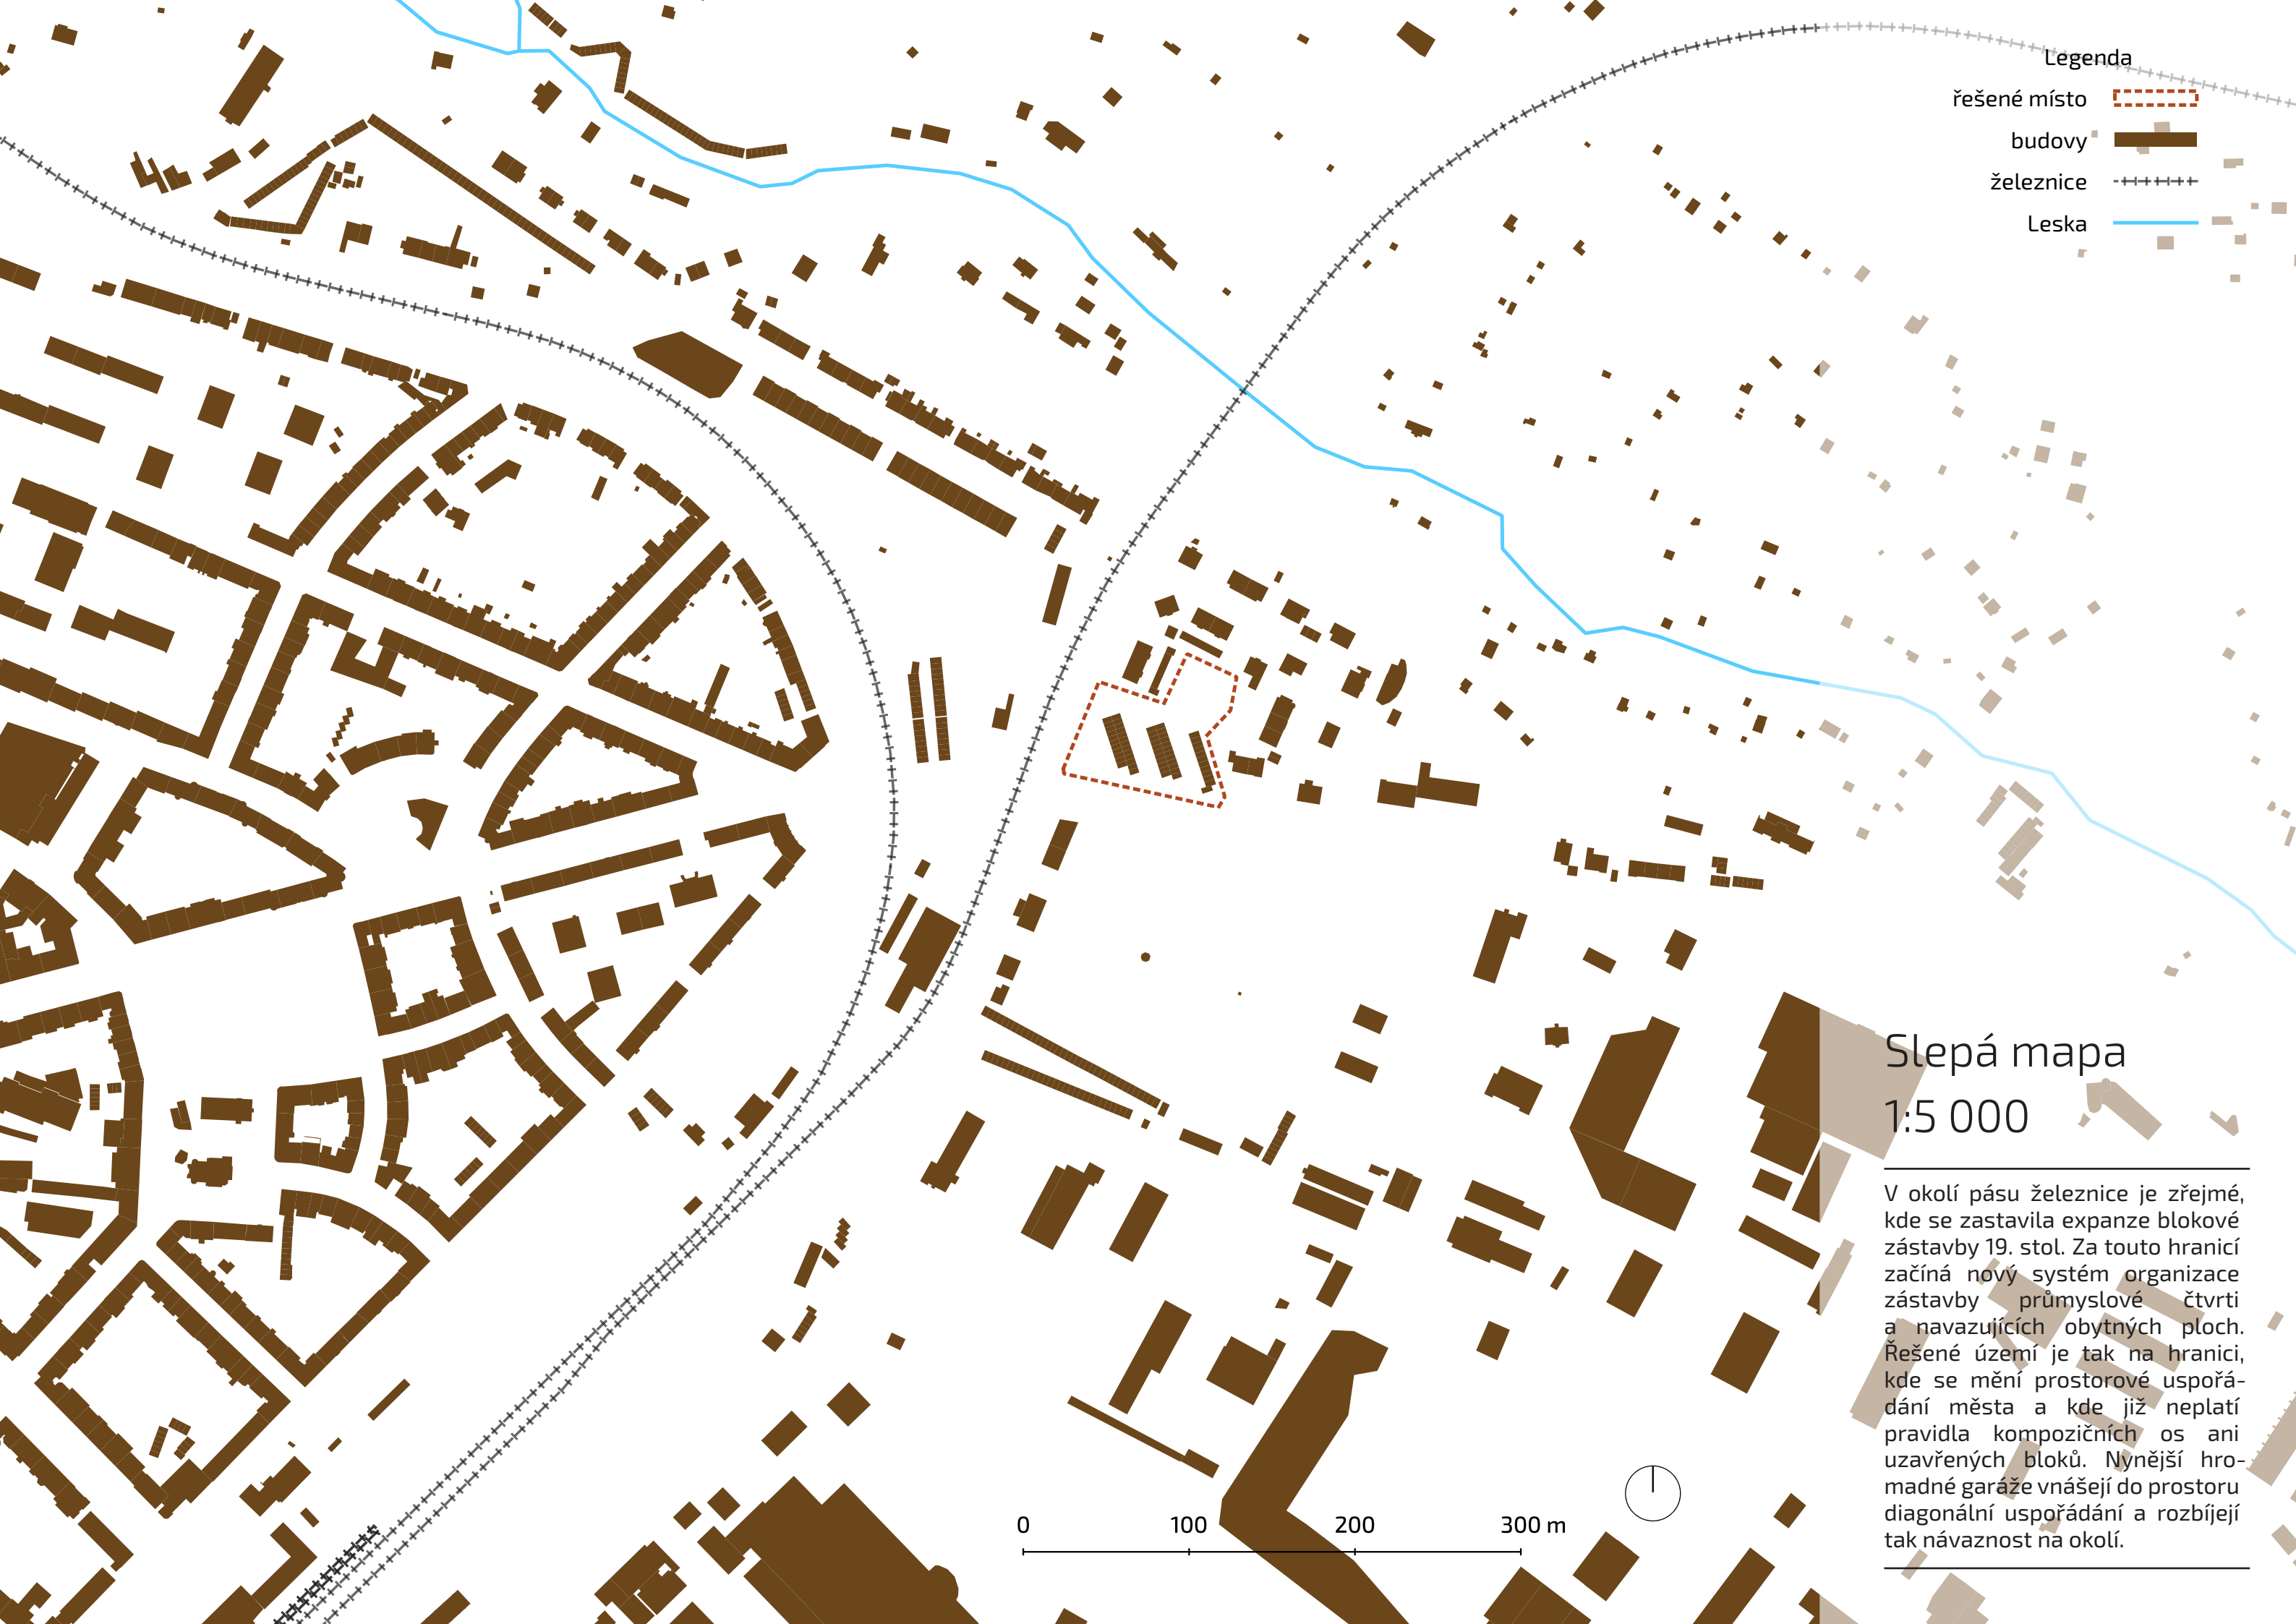 Legenda
řešené místo
budovy
železnice
Leska
Slepá mapa
1:5 000
V okolí pásu železnice je zřejmé,
kde se zastavila expanze blokové
zástavby 19. stol. Za touto hranicí
začíná nový systém organizace
zástavby průmyslové čtvrti
a navazujících obytných ploch.
Řešené území je tak na hranici,
kde se mění prostorové uspořá-
dání města a kde již neplatí
pravidla kompozičních os ani
uzavřených bloků. Nynější hro-
madné garáže vnášejí do prostoru
diagonální uspořádání a rozbíjejí
tak návaznost na okolí.
0 100 200 300 m